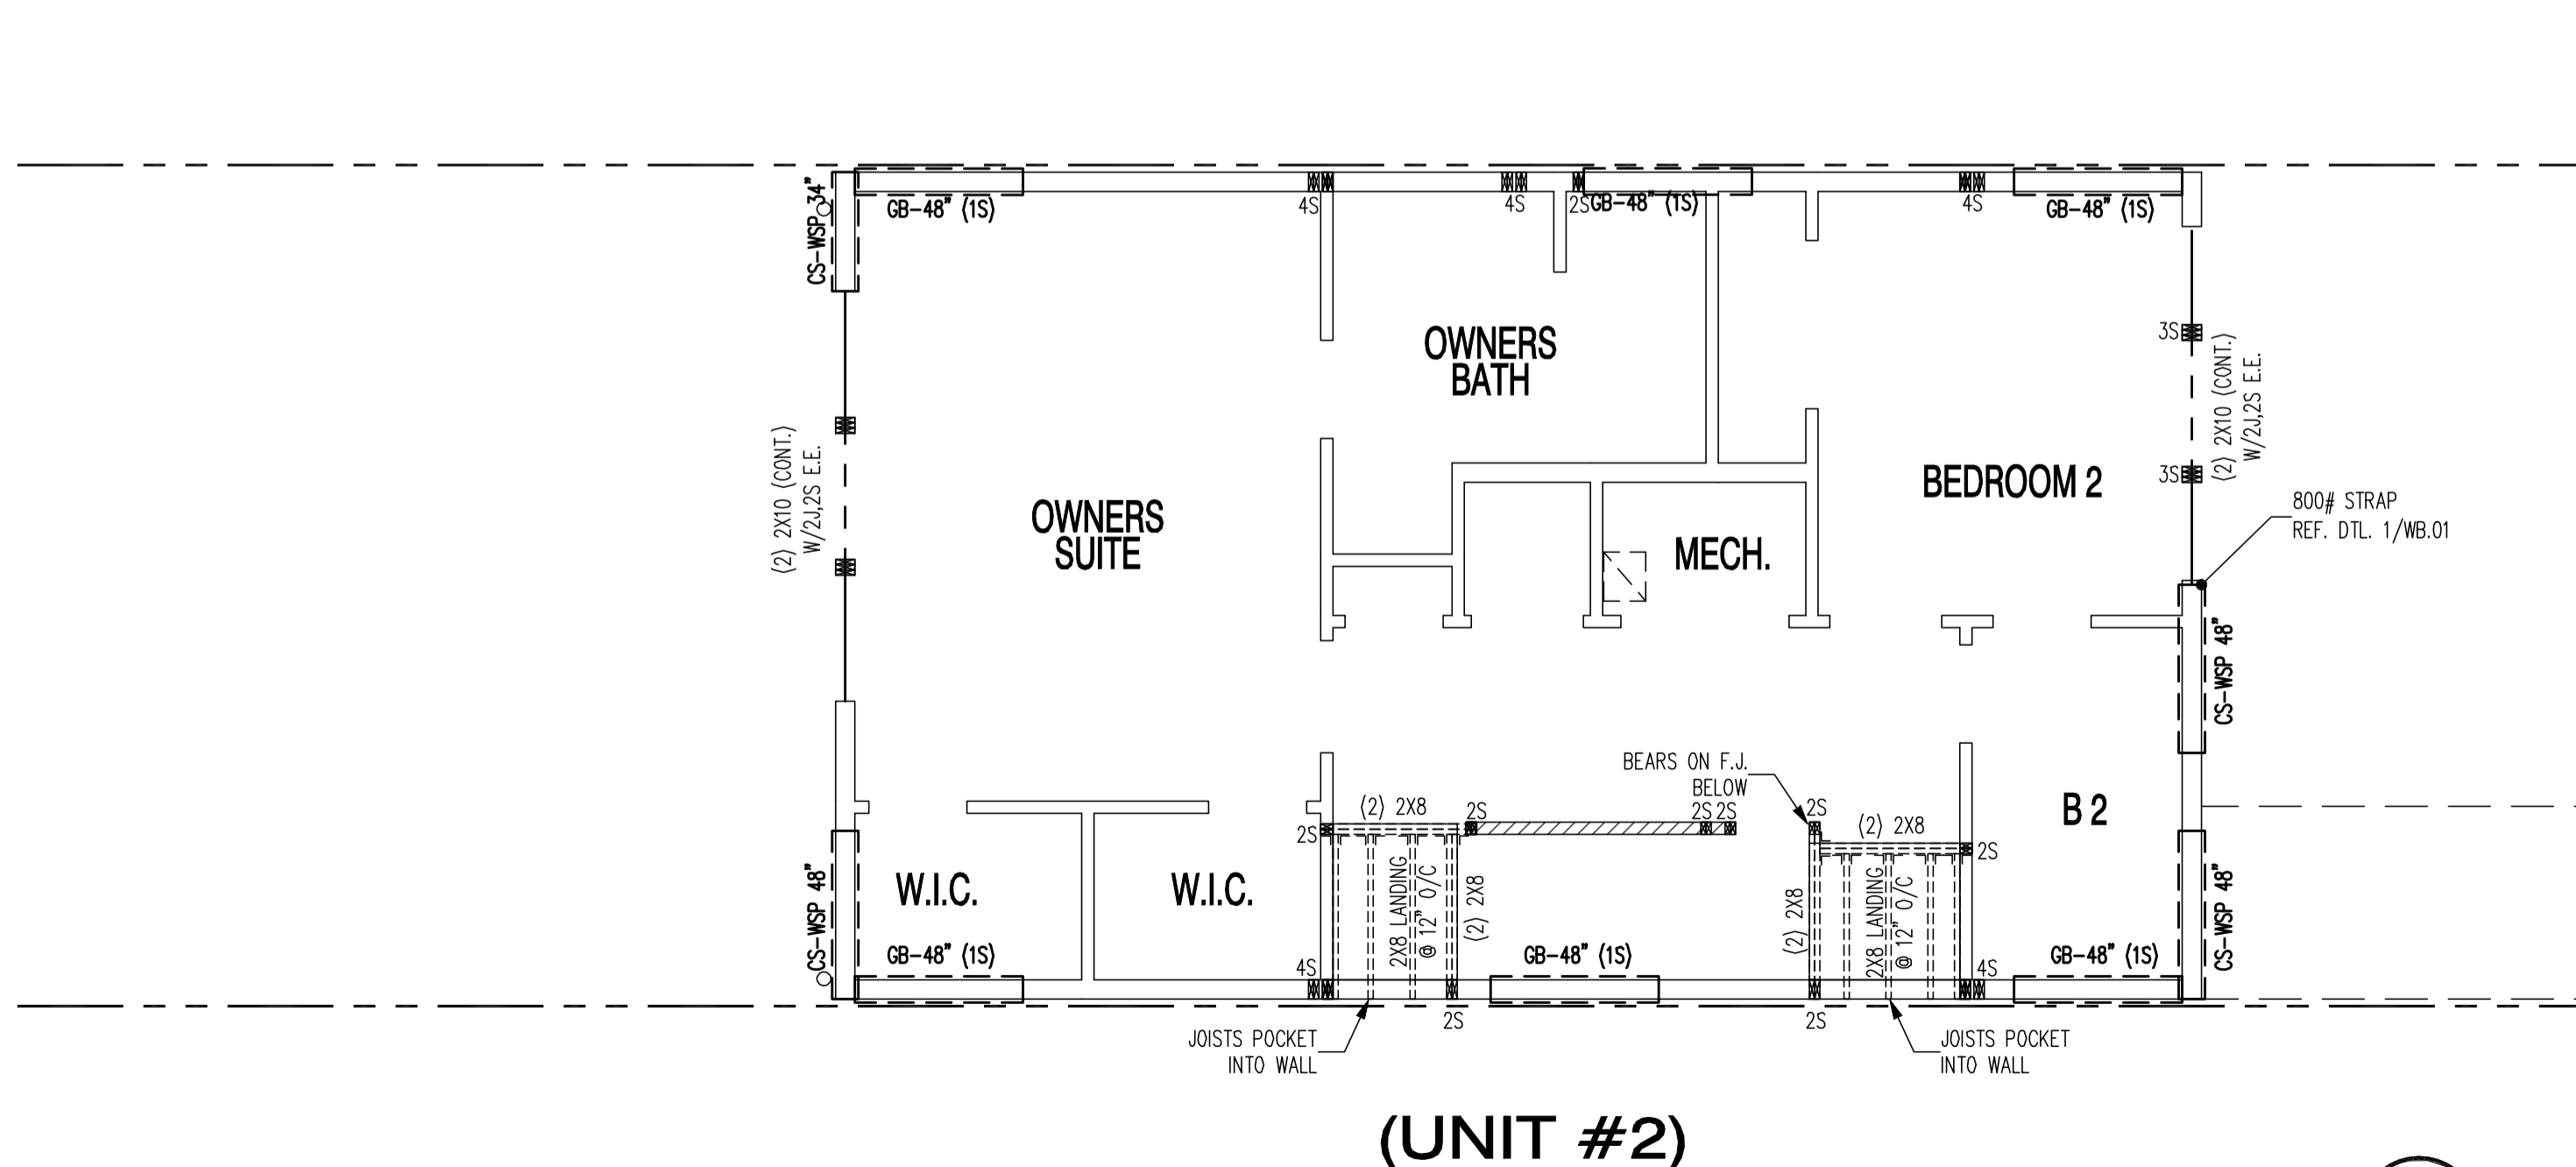 CS-WSP 34"
GB-48" (1S)
4S
4S
2S
GB-48" (1S)
4S
GB-48" (1S)
OWNERS
BATH
3S
(2) 2X10 (CONT.)
W/2J,2S E.E.
3S
(2) 2X10 (CONT.)
W/2J,2S E.E.
OWNERS
SUITE
MECH.
BEDROOM 2
800# STRAP
REF. DTL. 1/WB.01
CS-WSP 48"
BEARS ON F.J.
BELOW
B 2
(2) 2X8
2S
2S
2S 2S
2S
(2) 2X8
2S
W.I.C.
W.I.C.
2X8 LANDING
@ 12" O/C
(2) 2X8
(2) 2X8
2X8 LANDING
@ 12" O/C
CS-WSP 48"
CS-WSP 48"
GB-48" (1S)
4S
GB-48" (1S)
4S
GB-48" (1S)
2S
2S
JOISTS POCKET
INTO WALL
JOISTS POCKET
INTO WALL
(UNIT #2)